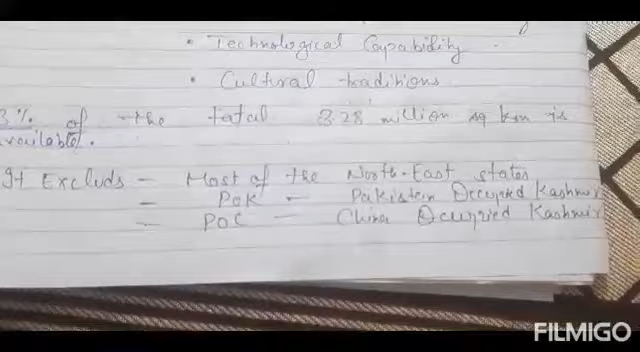 • Technological Capability
• Cultural traditions
3% of the total 3.28 million sq km is
available.
It Excluds – Most of the North-East states
– POK – Pakistan Occupied Kashmir
– POC – China Occupied Kashmir
FILMIGO